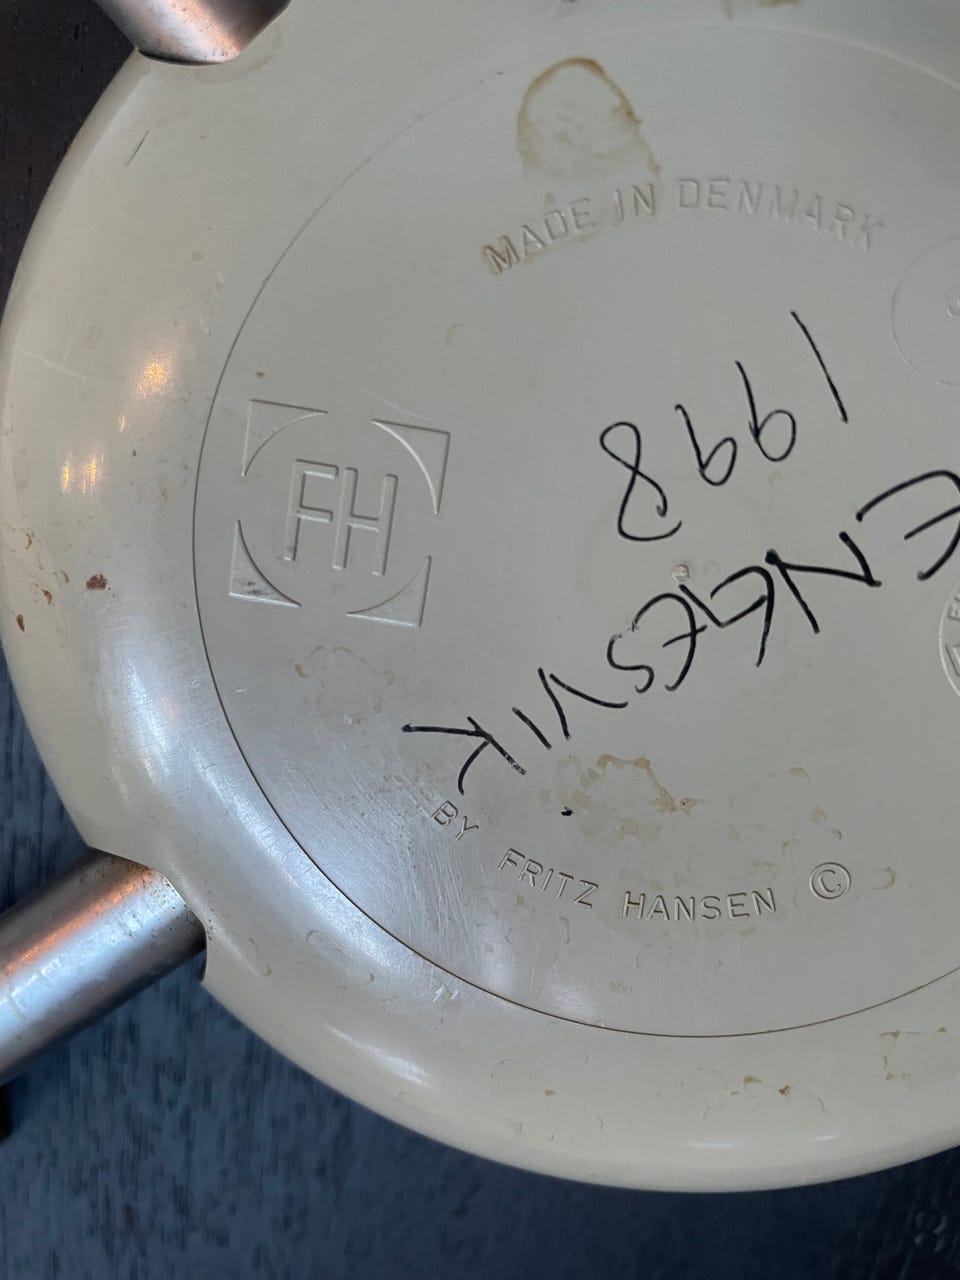 MADE IN DENMARK
FH
1998
ENGESVIK
BY FRITZ HANSEN ©